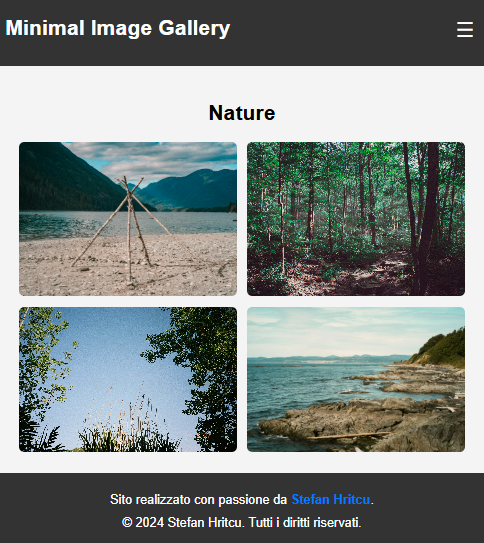 Minimal Image Gallery
Nature
Sito realizzato con passione da Stefan Hritcu.
© 2024 Stefan Hritcu. Tutti i diritti riservati.